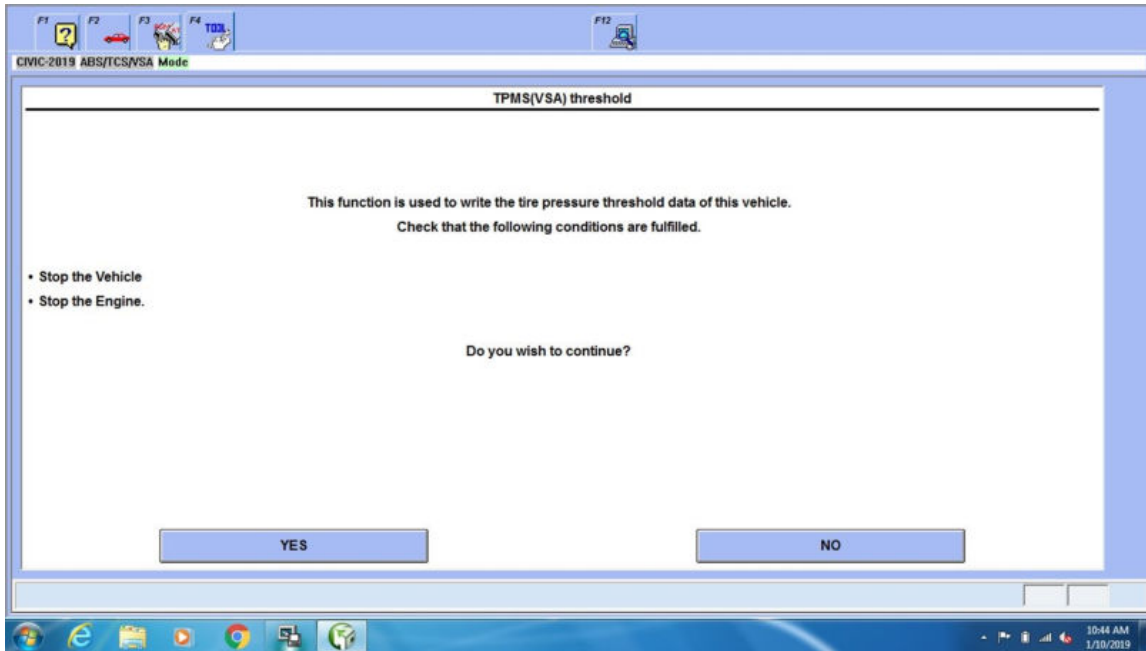 F1
F2
F3
F4
TOOL
F12
CIVIC-2019 ABS/TCS/VSA Mode
TPMS(VSA) threshold
This function is used to write the tire pressure threshold data of this vehicle.
Check that the following conditions are fulfilled.
• Stop the Vehicle
• Stop the Engine.
Do you wish to continue?
YES
NO
10:44 AM
1/10/2019